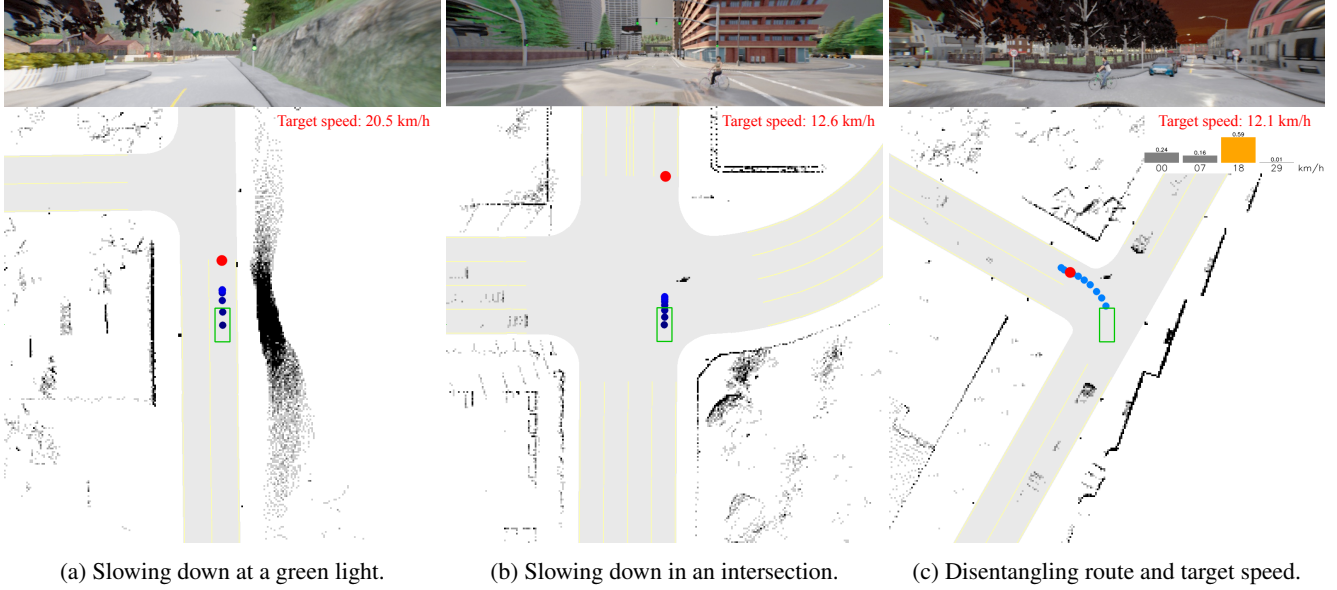 Target speed: 20.5 km/h
Target speed: 12.6 km/h
Target speed: 12.1 km/h
0.24 0.16 0.59 0.01
00 07 18 29 km/h
(a) Slowing down at a green light.
(b) Slowing down in an intersection.
(c) Disentangling route and target speed.